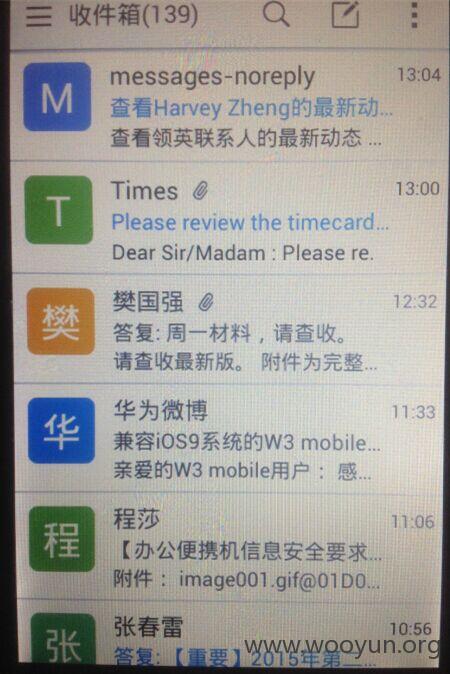 收件箱(139)
messages-noreply 13:04
M
查看Harvey Zheng的最新动...
查看领英联系人的最新动态 ...
Times 13:00
T
Please review the timecard...
Dear Sir/Madam : Please re.
樊国强 12:32
樊
答复: 周一材料，请查收。
请查收最新版。 附件为完整...
华为微博 11:33
华
兼容iOS9系统的W3 mobile...
亲爱的W3 mobile用户： 感...
程莎 11:06
程
【办公便携机信息安全要求...
附件： image001.gif@01D0...
张春雷 10:56
张
答复:【重要】2015年第二...
www.wooyun.org